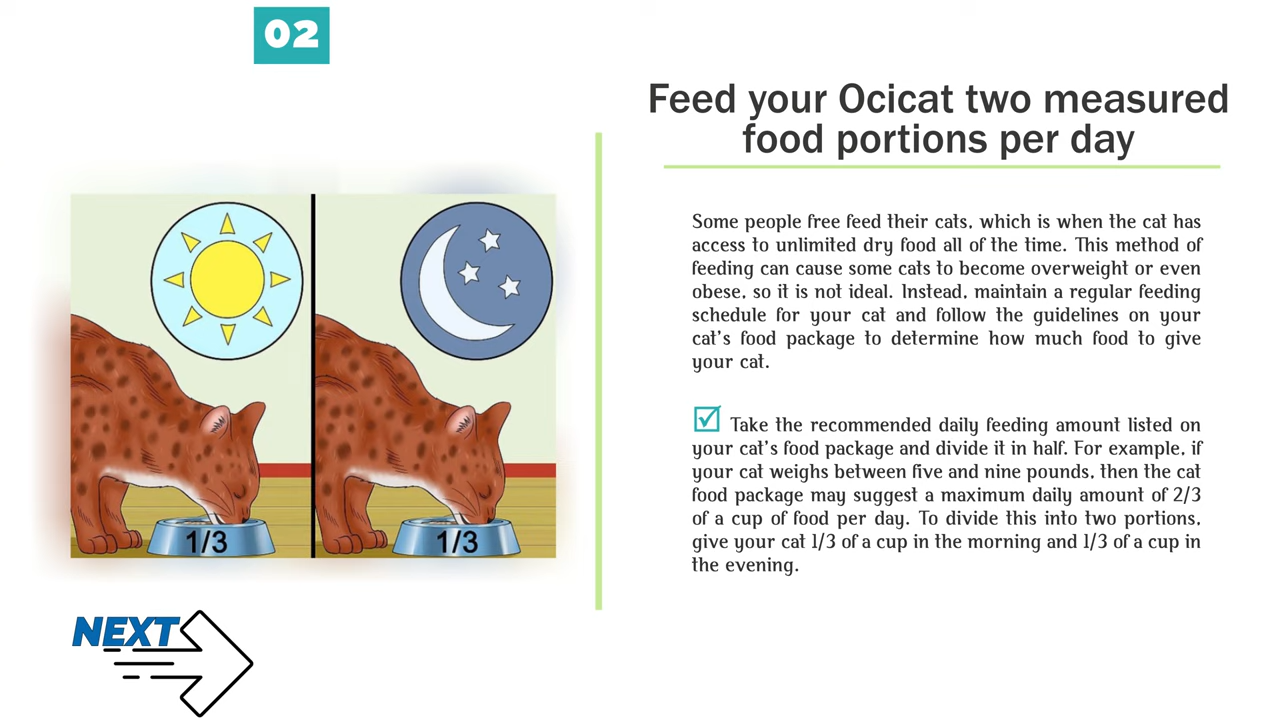 02
Feed your Ocicat two measured
food portions per day
Some people free feed their cats, which is when the cat has
access to unlimited dry food all of the time. This method of
feeding can cause some cats to become overweight or even
obese, so it is not ideal. Instead, maintain a regular feeding
schedule for your cat and follow the guidelines on your
cat's food package to determine how much food to give
your cat.
Take the recommended daily feeding amount listed on
your cat's food package and divide it in half. For example, if
your cat weighs between five and nine pounds, then the cat
food package may suggest a maximum daily amount of 2/3
of a cup of food per day. To divide this into two portions,
give your cat 1/3 of a cup in the morning and 1/3 of a cup in
the evening.
1/3
1/3
NEXT